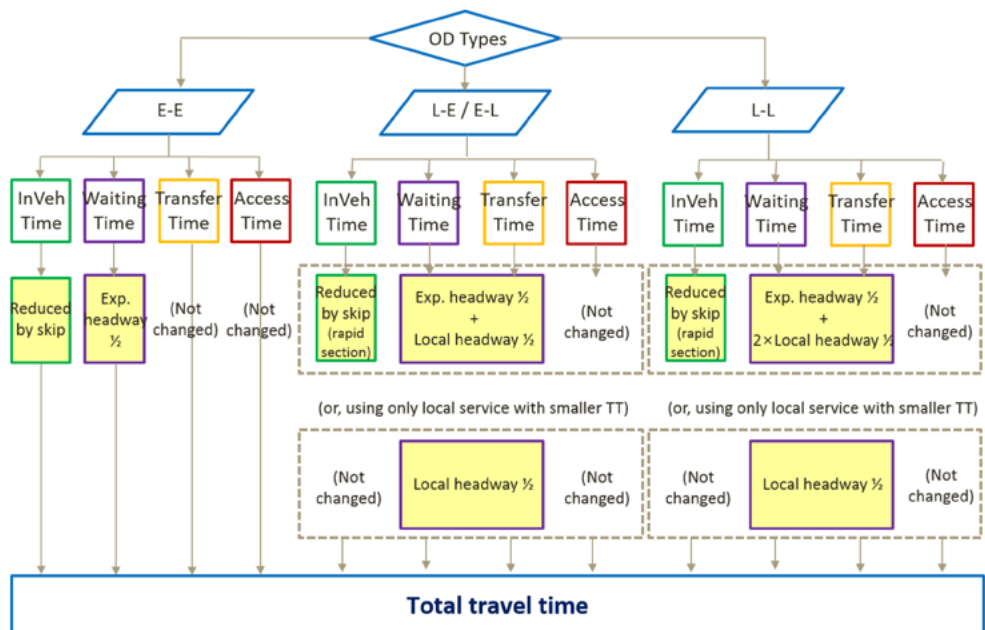 OD Types
E-E
L-E / E-L
L-L
InVeh
Time
Waiting
Time
Transfer
Time
Access
Time
InVeh
Time
Waiting
Time
Transfer
Time
Access
Time
InVeh
Time
Waiting
Time
Transfer
Time
Access
Time
Reduced
by skip
Exp.
headway
½
(Not
changed)
(Not
changed)
Reduced
by skip
(rapid
section)
Exp. headway ½
+
Local headway ½
(Not
changed)
Reduced
by skip
(rapid
section)
Exp. headway ½
+
2×Local headway ½
(Not
changed)
(or, using only local service with smaller TT)
(or, using only local service with smaller TT)
(Not
changed)
Local headway ½
(Not
changed)
(Not
changed)
Local headway ½
(Not
changed)
Total travel time